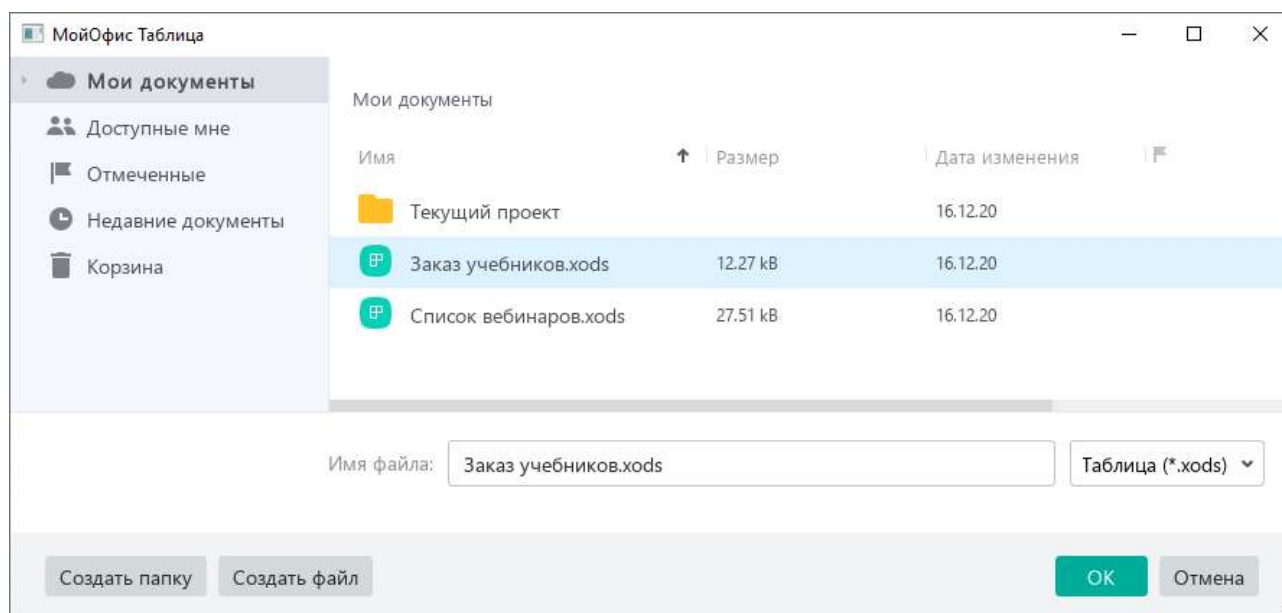 МойОфис Таблица
Мои документы
Доступные мне
Отмеченные
Недавние документы
Корзина
Мои документы
Имя Размер Дата изменения
Текущий проект 16.12.20
Заказ учебников.xods 12.27 kB 16.12.20
Список вебинаров.xods 27.51 kB 16.12.20
Имя файла: Заказ учебников.xods Таблица (*.xods)
Создать папку Создать файл ОК Отмена